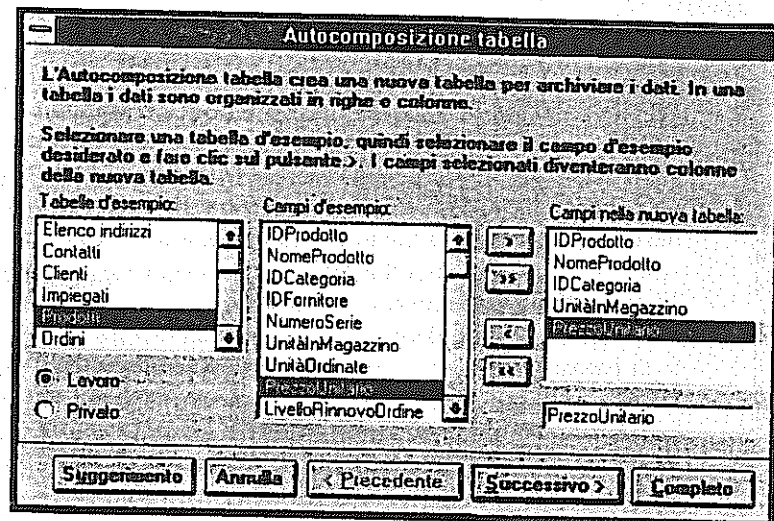 Autocomposizione tabella
L'Autocomposizione tabella crea una nuova tabella per archiviare i dati. In una
tabella i dati sono organizzati in righe e colonne.
Selezionare una tabella d'esempio, quindi selezionare il campo d'esempio
desiderato e fare clic sul pulsante >. I campi selezionati diventeranno colonne
della nuova tabella.
Tabella d'esempio:
Elenco indirizzi
Contatti
Clienti
Impiegati
Prodotti
Ordini
Lavoro
Privato
Campi d'esempio:
IDProdotto
NomeProdotto
IDCategoria
IDFornitore
NumeroSerie
UnitàInMagazzino
UnitàOrdinate
PrezzoUnitario
LivelloRinnovoOrdine
>
>>
<
<<
Campi nella nuova tabella:
IDProdotto
NomeProdotto
IDCategoria
UnitàInMagazzino
PrezzoUnitario
PrezzoUnitario
Suggerimento Annulla < Precedente Successivo > Completo